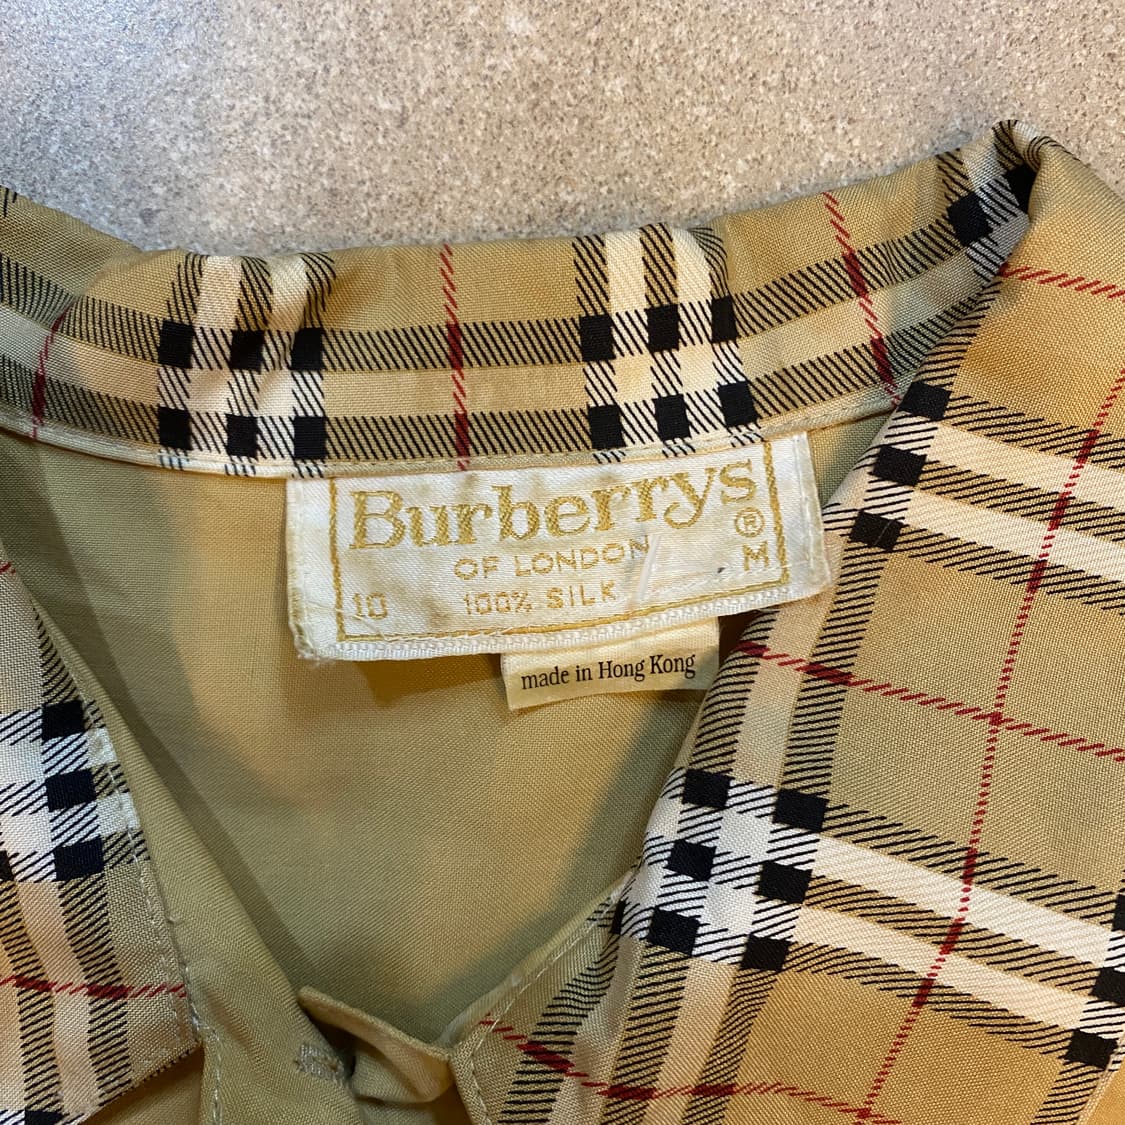 Burberrys®
OF LONDON M
10 100% SILK
made in Hong Kong